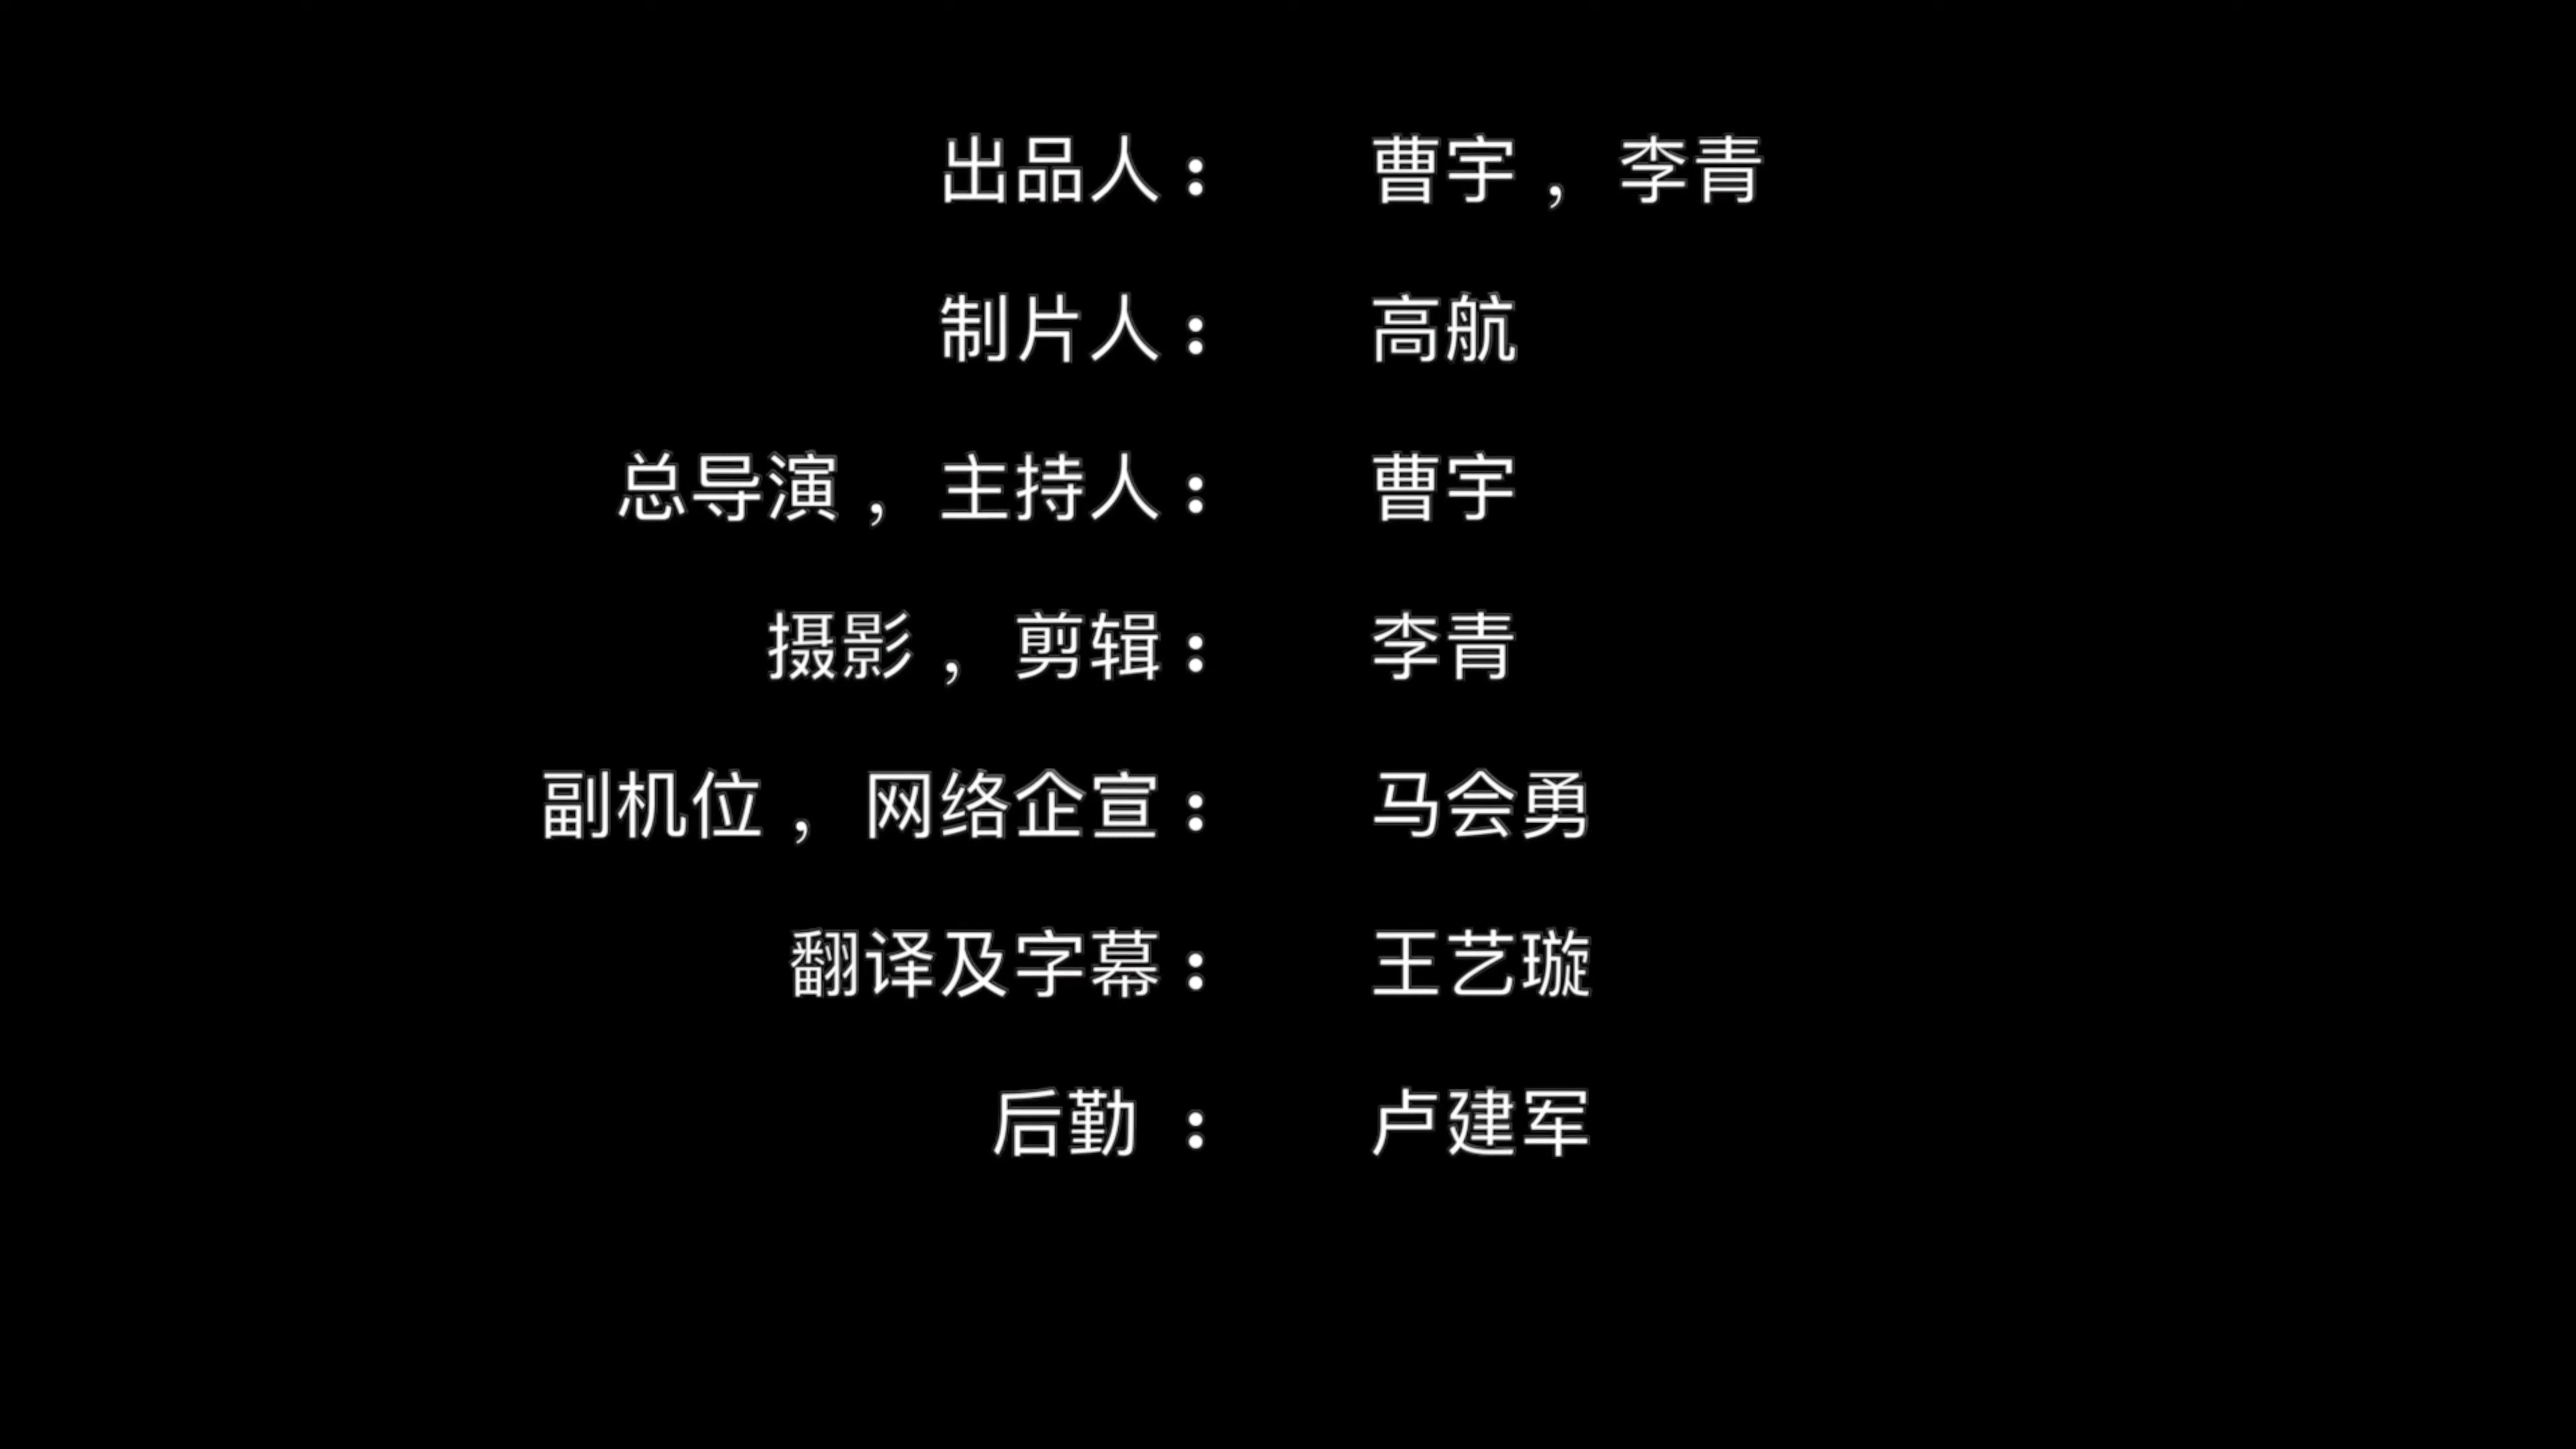 出品人： 曹宇， 李青
制片人： 高航
总导演， 主持人： 曹宇
摄影， 剪辑： 李青
副机位， 网络企宣： 马会勇
翻译及字幕： 王艺璇
后勤 ： 卢建军